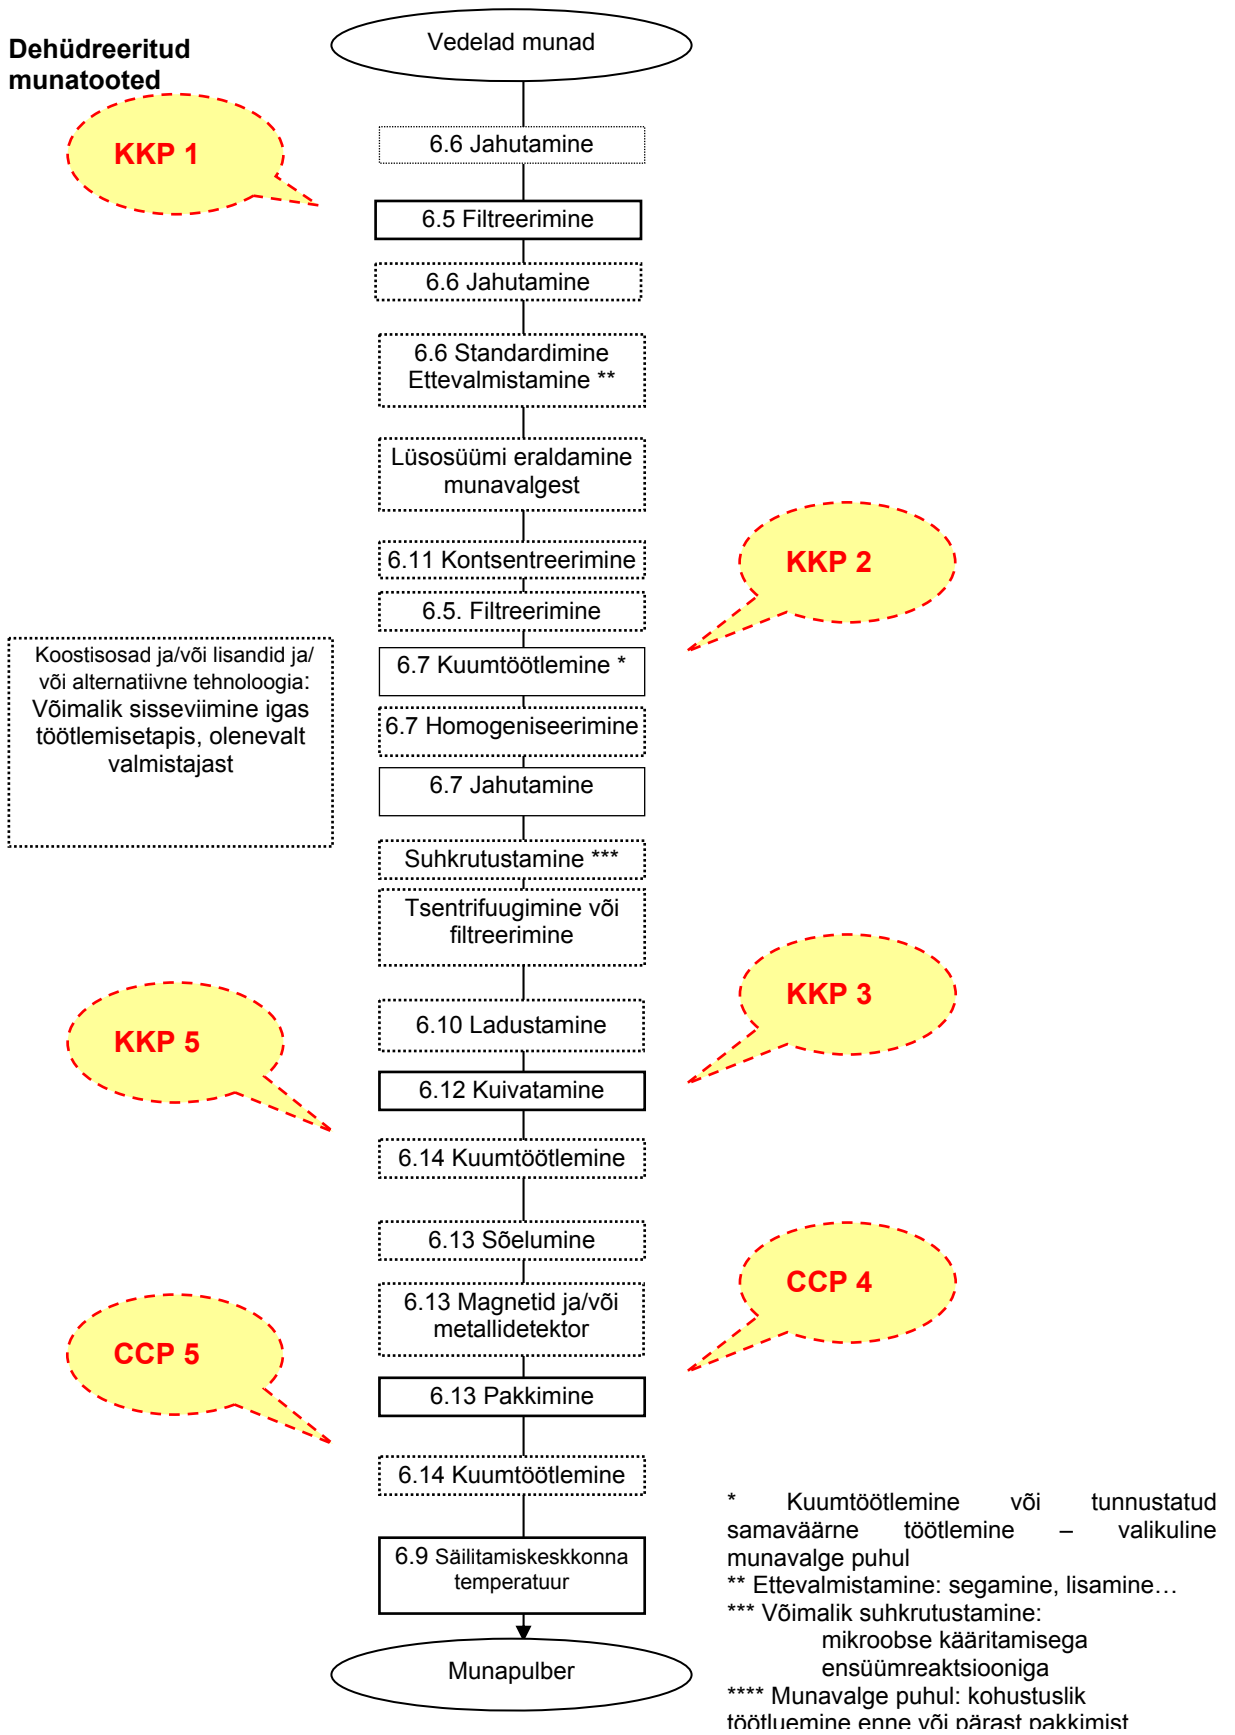 Dehüdreeritud
munatooted
Vedelad munad
KKP 1
6.6 Jahutamine
6.5 Filtreerimine
6.6 Jahutamine
6.6 Standardimine
Ettevalmistamine **
Lüsosüümi eraldamine
munavalgest
6.11 Kontsentreerimine
KKP 2
6.5. Filtreerimine
Koostisosad ja/või lisandid ja/
või alternatiivne tehnoloogia:
Võimalik sisseviimine igas
töötlemisetapis, olenevalt
valmistajast
6.7 Kuumtöötlemine *
6.7 Homogeniseerimine
6.7 Jahutamine
Suhkrutustamine ***
Tsentrifuugimine või
filtreerimine
KKP 3
6.10 Ladustamine
KKP 5
6.12 Kuivatamine
6.14 Kuumtöötlemine
6.13 Sõelumine
CCP 4
6.13 Magnetid ja/või
metallidetektor
CCP 5
6.13 Pakkimine
6.14 Kuumtöötlemine
6.9 Säilitamiskeskkonna
temperatuur
Munapulber
* Kuumtöötlemine või tunnustatud
samaväärne töötlemine – valikuline
munavalge puhul
** Ettevalmistamine: segamine, lisamine…
*** Võimalik suhkrutustamine:
mikroobse kääritamisega
ensüümreaktsiooniga
**** Munavalge puhul: kohustuslik
töötluemine enne või pärast pakkimist